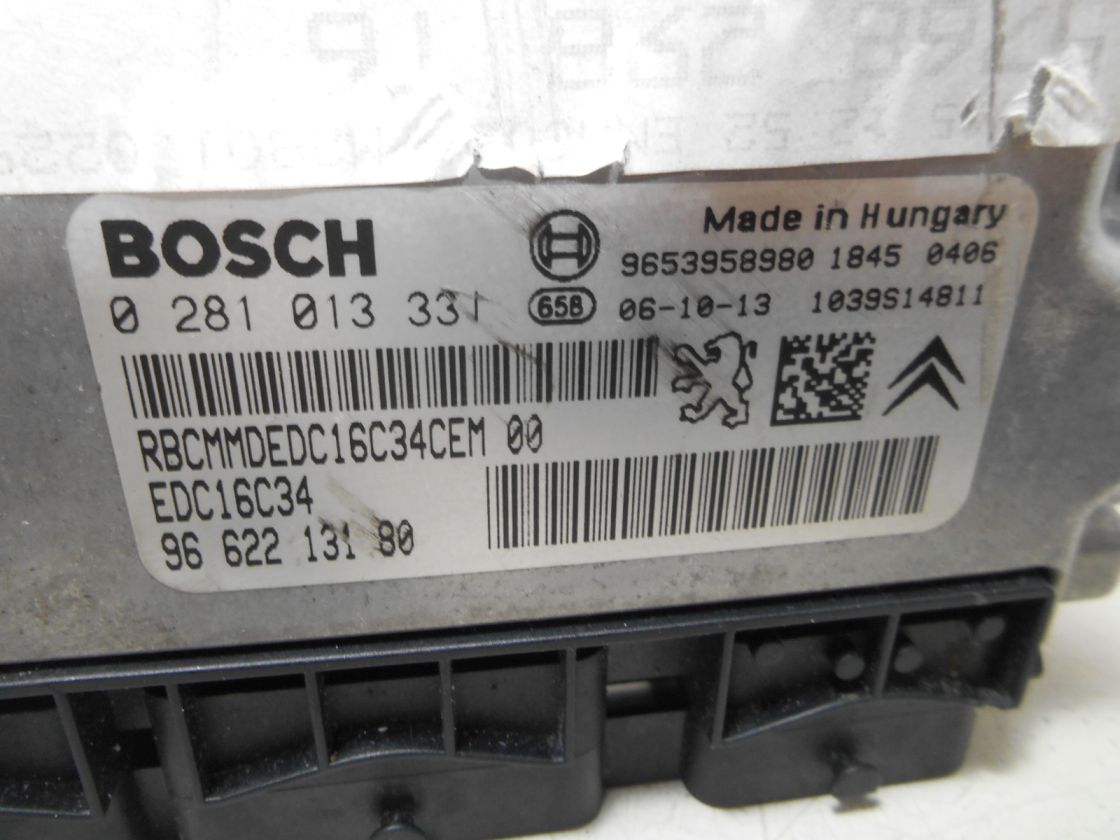 BOSCH
Made in Hungary
9653958980 1845 0406
0 281 013 331
65B
06-10-13 1039S14811
RBCMMDEDC16C34CEM 00
EDC16C34
96 622 131 80